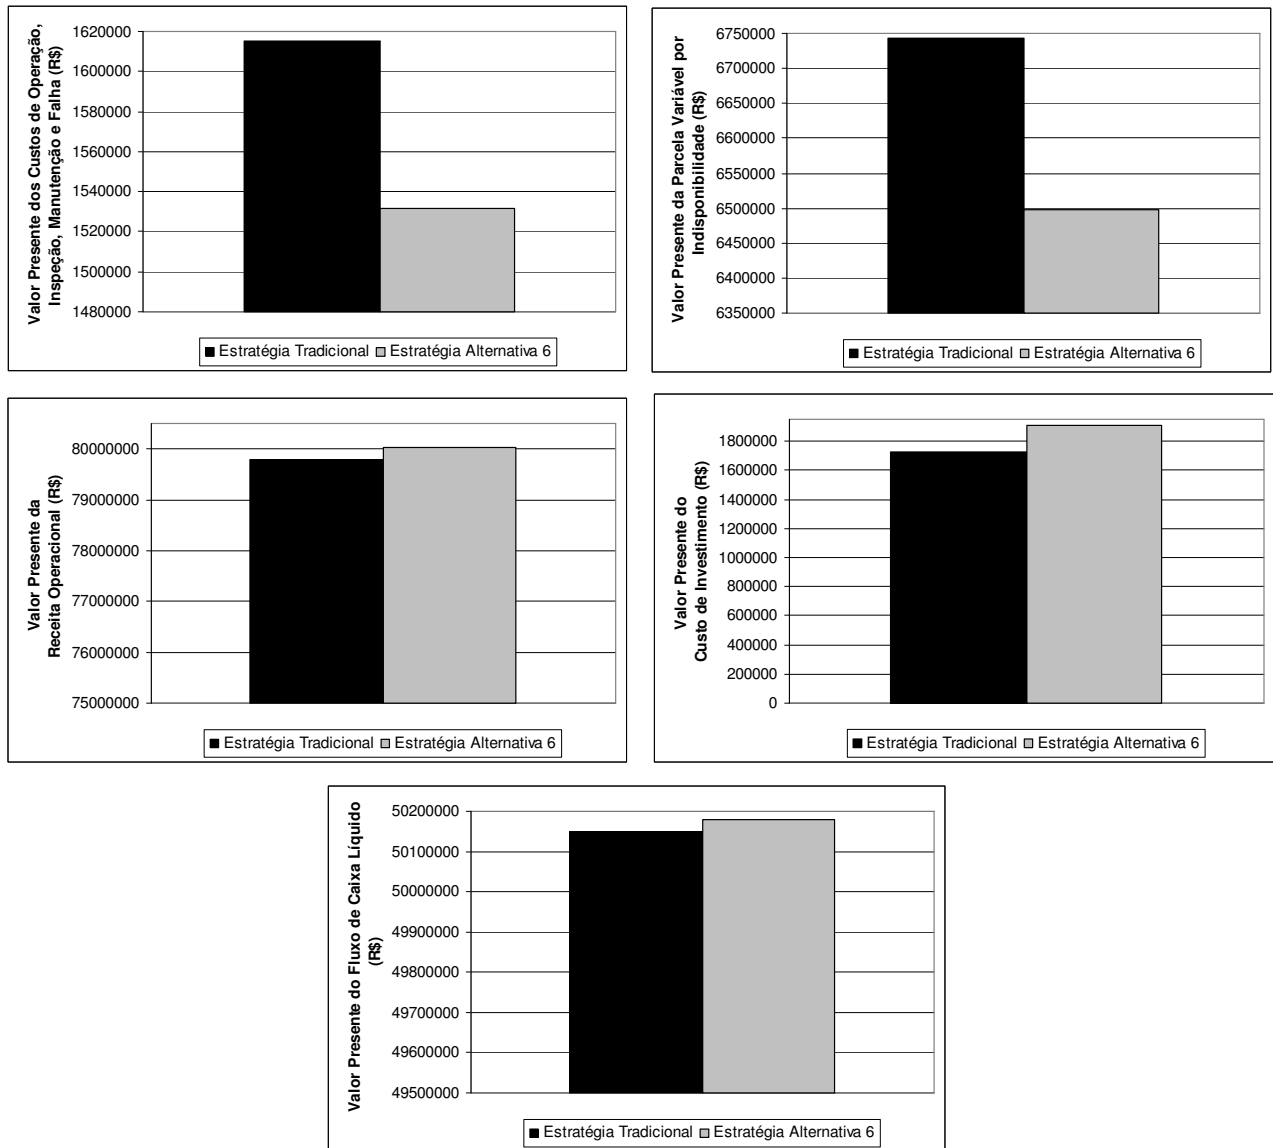 Valor Presente dos Custos de Operação,
Inspeção, Manutenção e Falha (R$)
1620000
1600000
1580000
1560000
1540000
1520000
1500000
1480000
Estratégia Tradicional
Estratégia Alternativa 6
Valor Presente da Parcela Variável por
Indisponibilidade (R$)
6750000
6700000
6650000
6600000
6550000
6500000
6450000
6400000
6350000
Estratégia Tradicional
Estratégia Alternativa 6
Valor Presente da
Receita Operacional (R$)
80000000
79000000
78000000
77000000
76000000
75000000
Estratégia Tradicional
Estratégia Alternativa 6
Valor Presente do
Custo de Investimento (R$)
1800000
1600000
1400000
1200000
1000000
800000
600000
400000
200000
0
Estratégia Tradicional
Estratégia Alternativa 6
Valor Presente do Fluxo de Caixa Líquido
(R$)
50200000
50100000
50000000
49900000
49800000
49700000
49600000
49500000
Estratégia Tradicional
Estratégia Alternativa 6